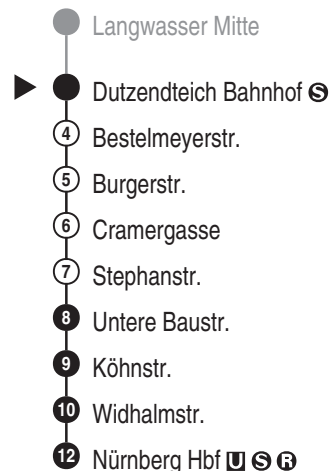 Langwasser Mitte
Dutzendteich Bahnhof S
4 Bestelmeyerstr.
5 Burgerstr.
6 Cramergasse
7 Stephanstr.
8 Untere Baustr.
9 Köhnstr.
10 Widhalmstr.
12 Nürnberg Hbf U S R